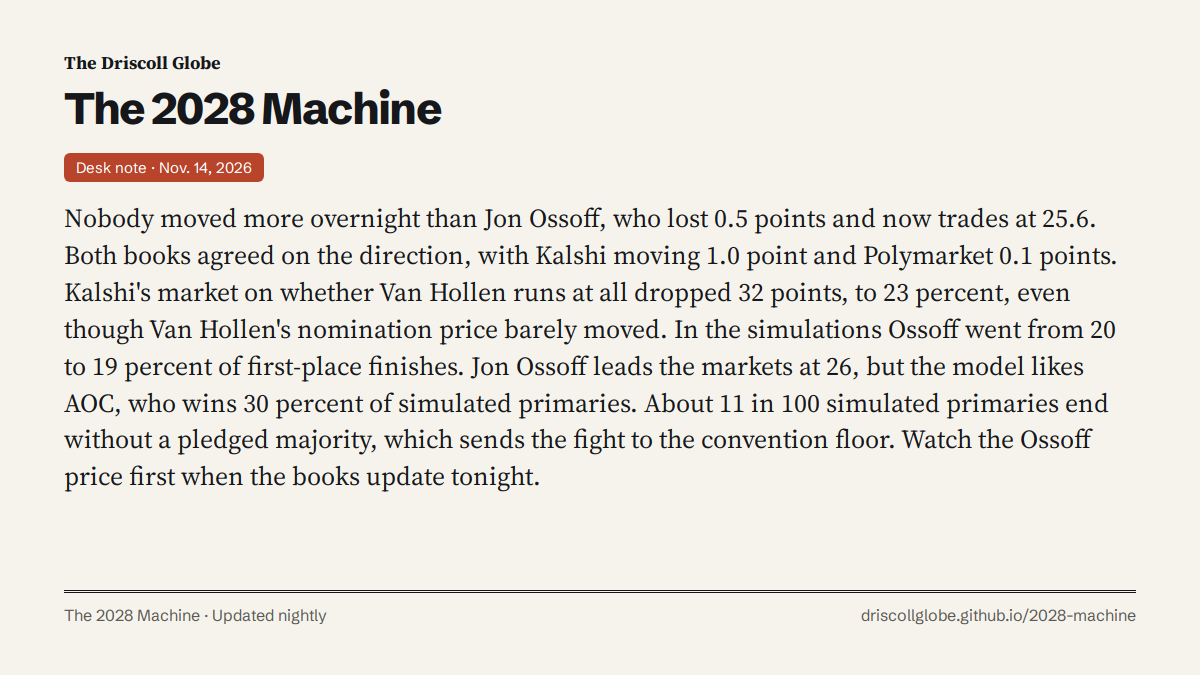 The Driscoll Globe
The 2028 Machine
Desk note · Nov. 14, 2026
Nobody moved more overnight than Jon Ossoff, who lost 0.5 points and now trades at 25.6.
Both books agreed on the direction, with Kalshi moving 1.0 point and Polymarket 0.1 points.
Kalshi's market on whether Van Hollen runs at all dropped 32 points, to 23 percent, even
though Van Hollen's nomination price barely moved. In the simulations Ossoff went from 20
to 19 percent of first-place finishes. Jon Ossoff leads the markets at 26, but the model likes
AOC, who wins 30 percent of simulated primaries. About 11 in 100 simulated primaries end
without a pledged majority, which sends the fight to the convention floor. Watch the Ossoff
price first when the books update tonight.
The 2028 Machine · Updated nightly
driscollglobe.github.io/2028-machine